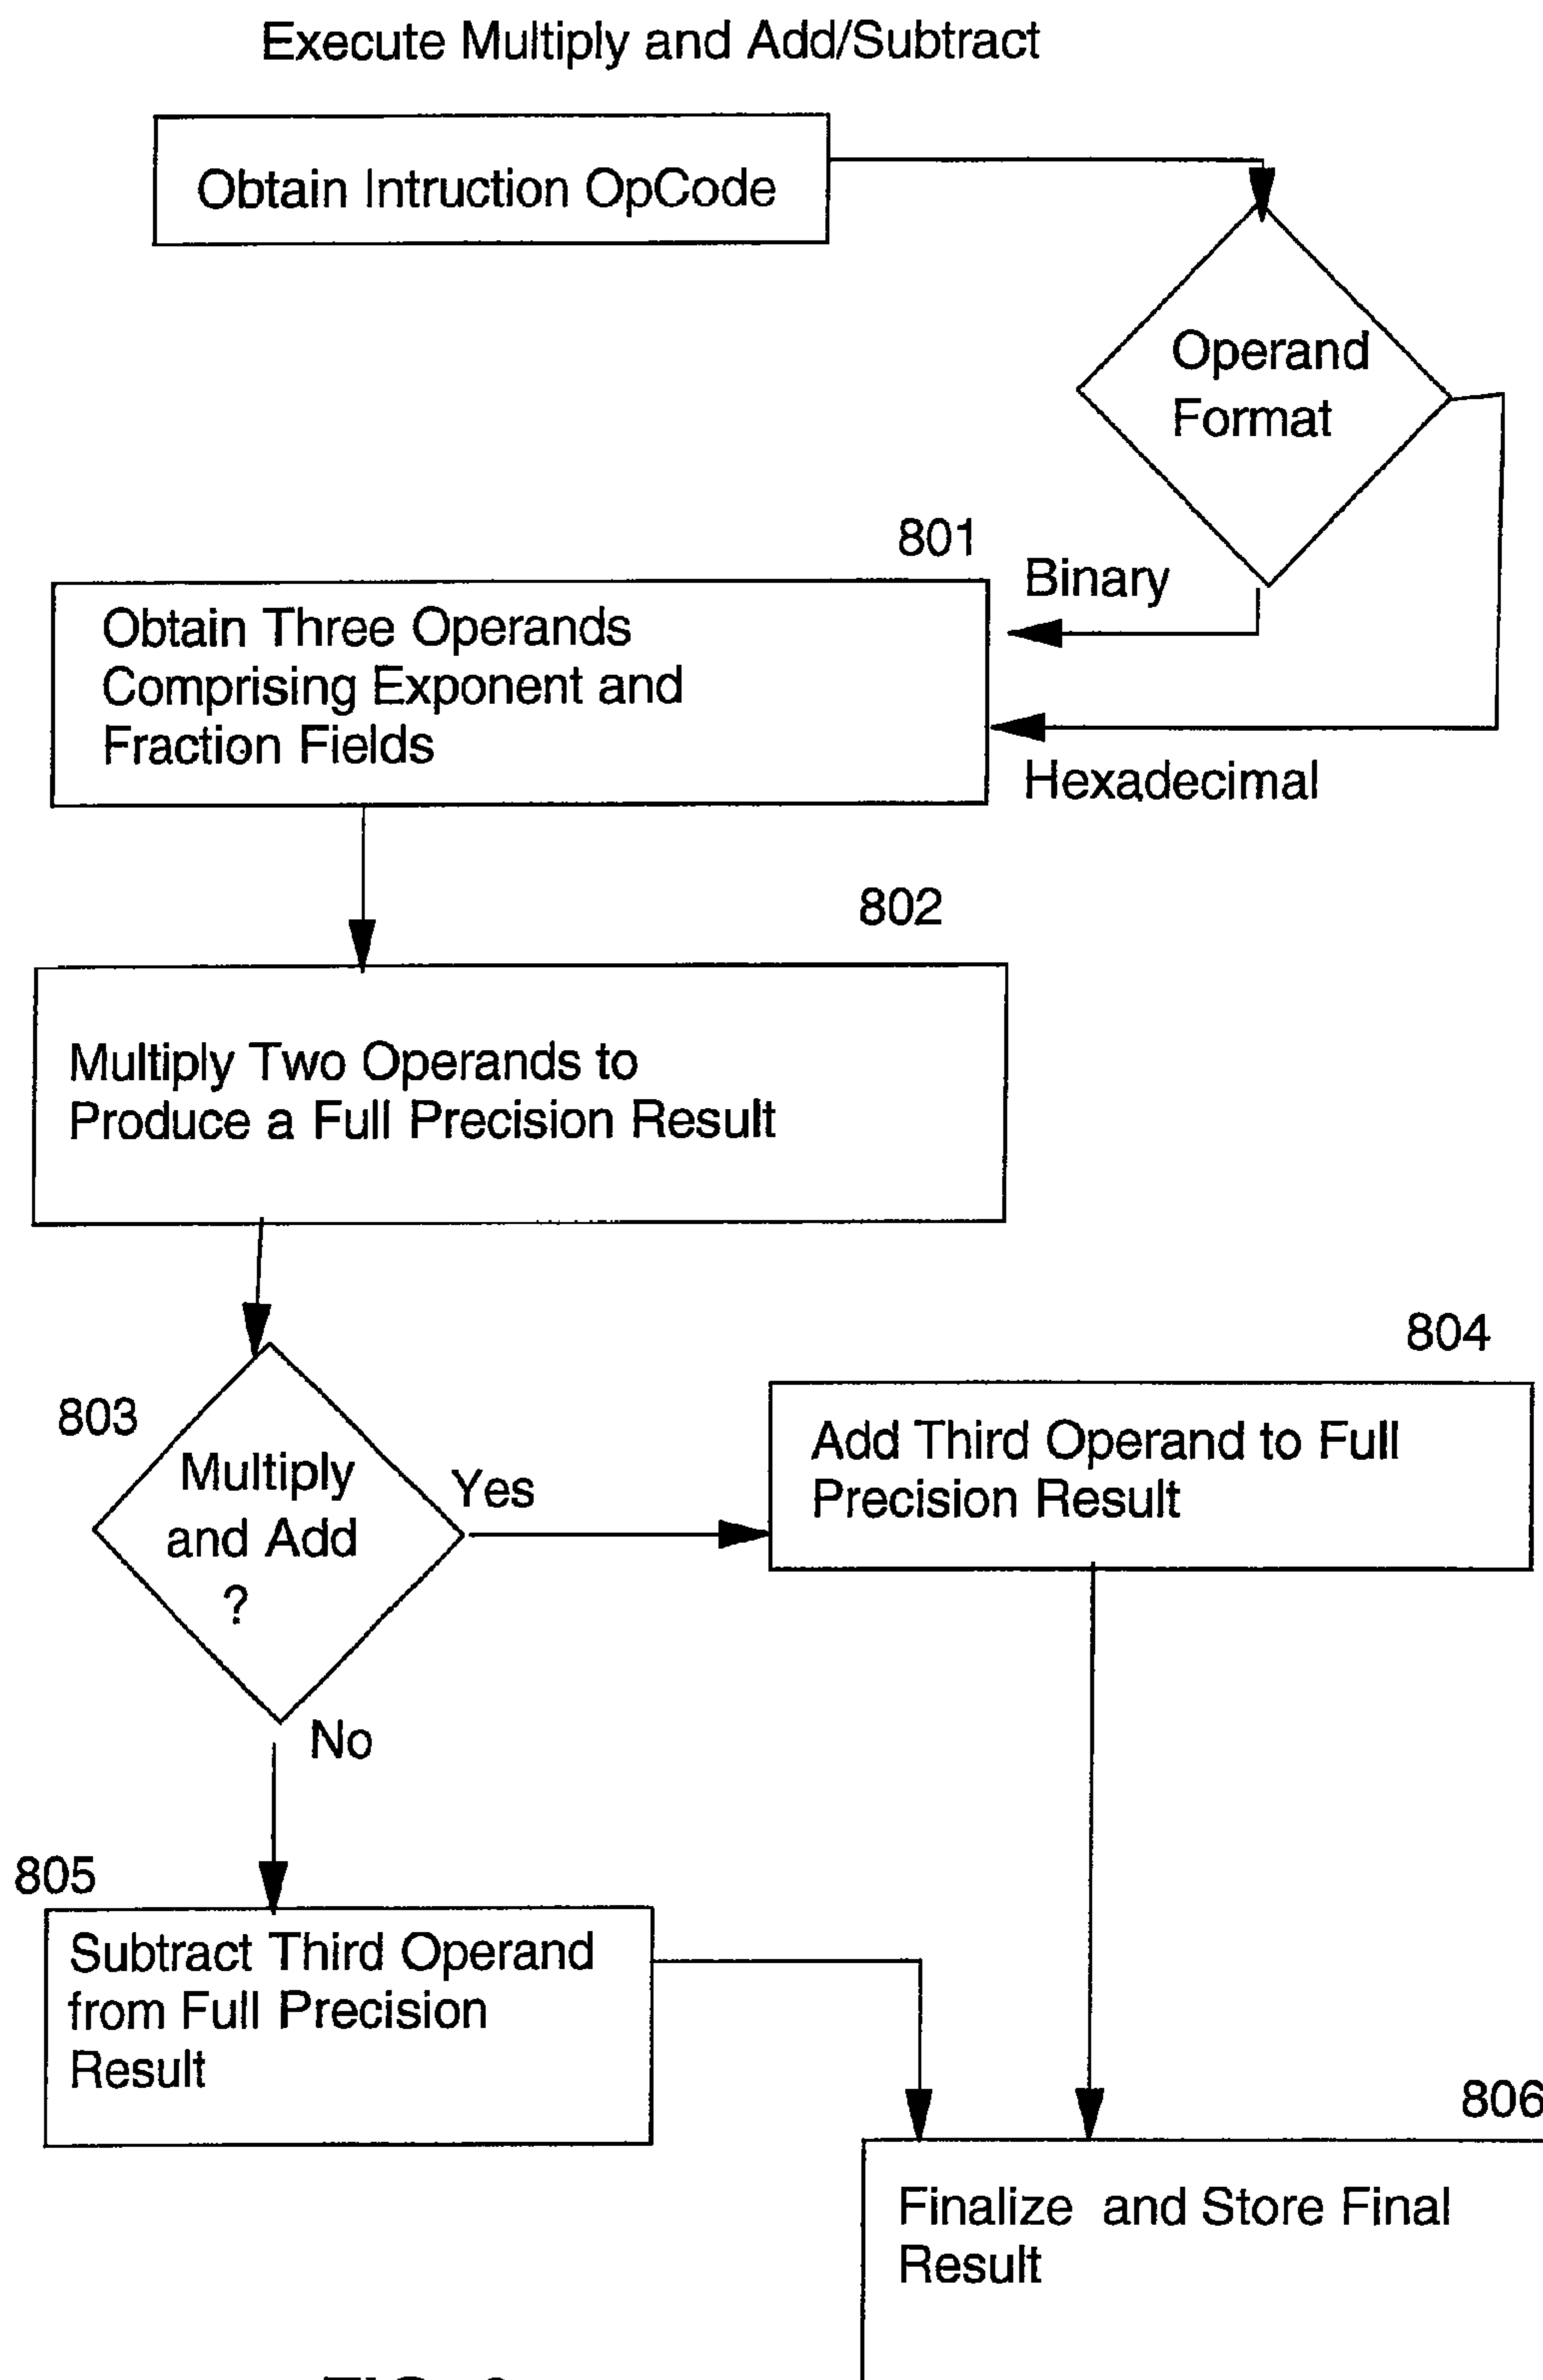 Execute Multiply and Add/Subtract
Obtain Intruction OpCode
Operand
Format
801
Binary
Obtain Three Operands
Comprising Exponent and
Fraction Fields
Hexadecimal
802
Multiply Two Operands to
Produce a Full Precision Result
803
Multiply
and Add
?
Yes
804
Add Third Operand to Full
Precision Result
No
805
Subtract Third Operand
from Full Precision
Result
806
Finalize and Store Final
Result